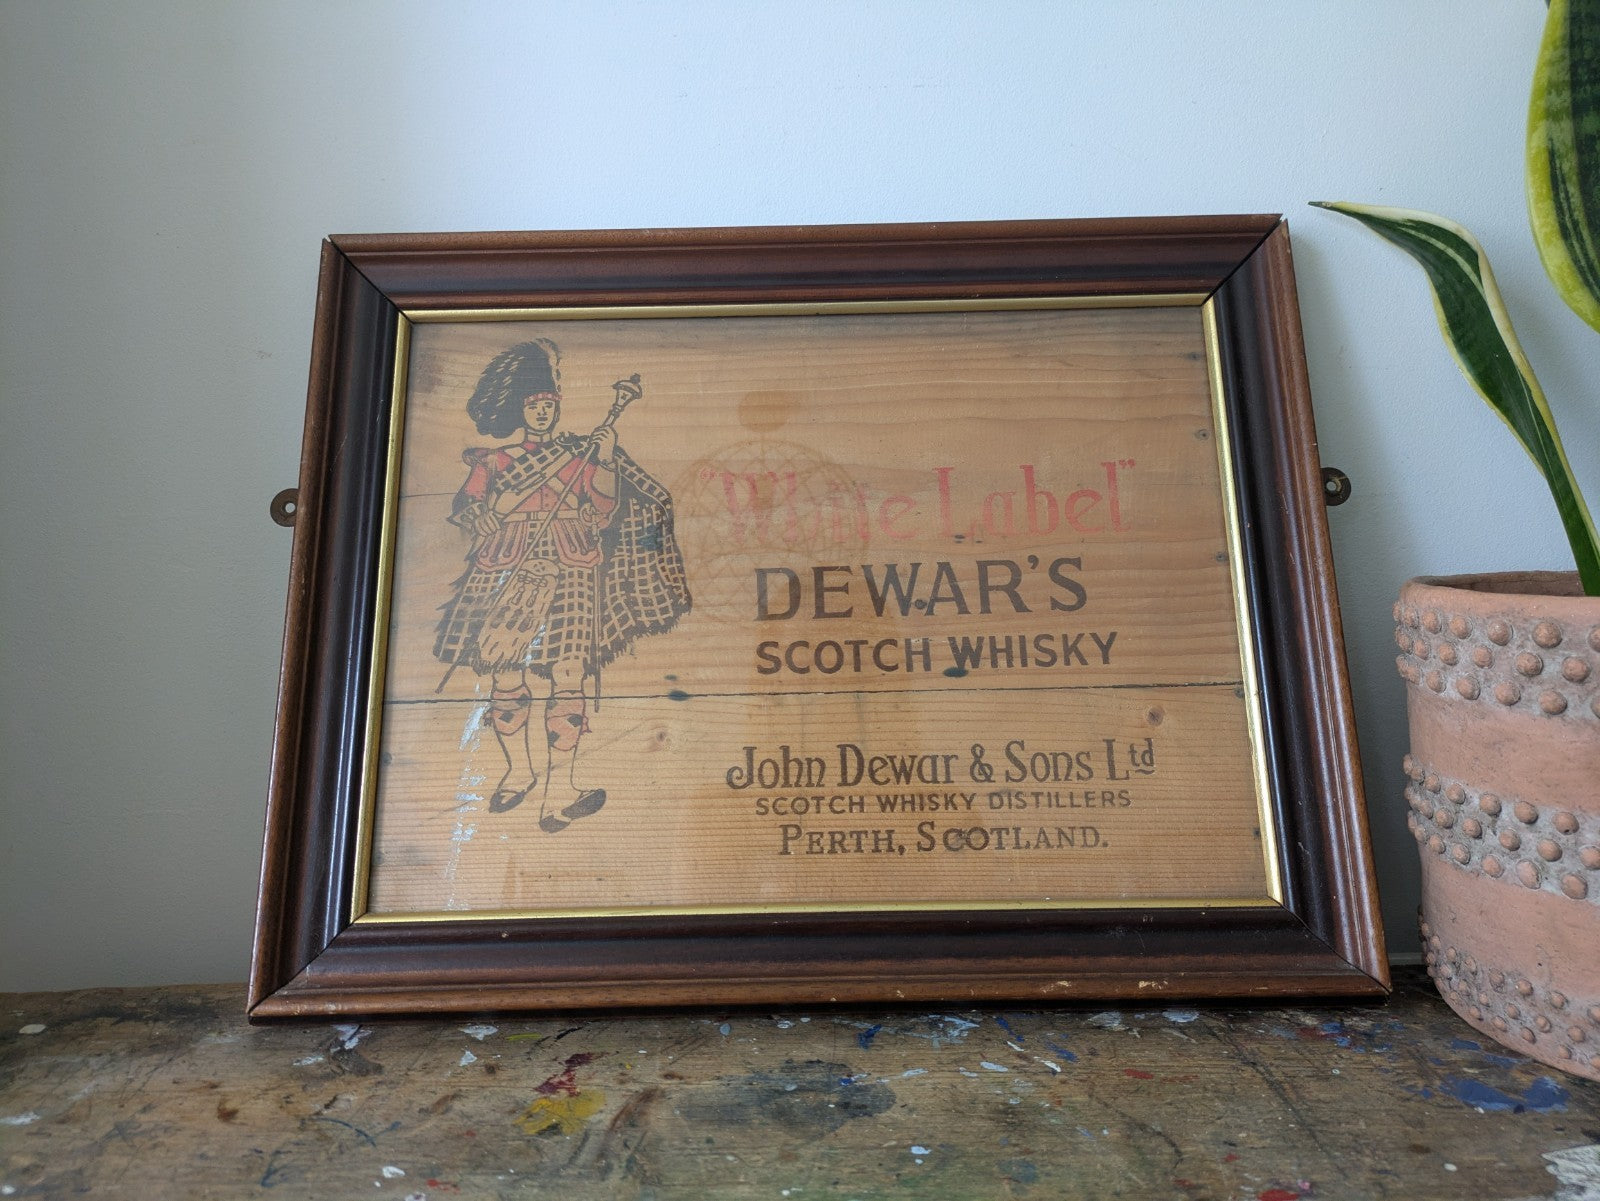 "White Label"
DEWAR'S
SCOTCH WHISKY
John Dewar & Sons Ltd
SCOTCH WHISKY DISTILLERS
PERTH, SCOTLAND.